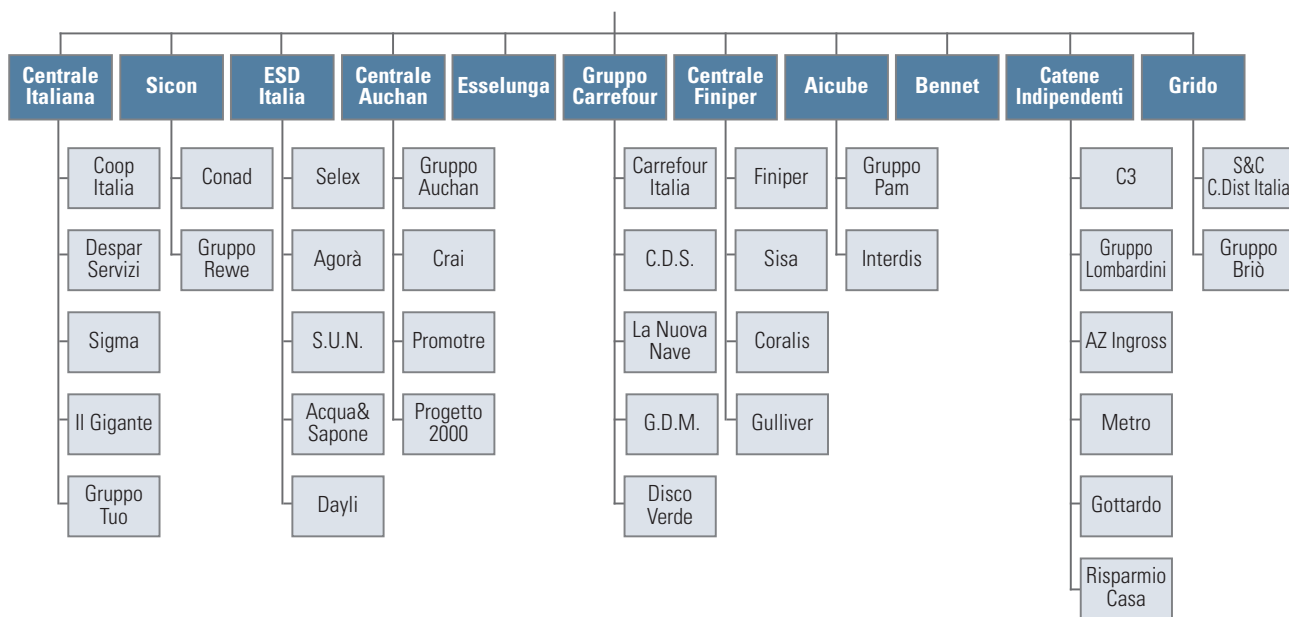 Centrale
Italiana
Sicon
ESD
Italia
Centrale
Auchan
Esselunga
Gruppo
Carrefour
Centrale
Finiper
Aicube
Bennet
Catene
Indipendenti
Grido
Coop
Italia
Despar
Servizi
Sigma
Il Gigante
Gruppo
Tuo
Conad
Gruppo
Rewe
Selex
Agorà
S.U.N.
Acqua&
Sapone
Dayli
Gruppo
Auchan
Crai
Promotre
Progetto
2000
Carrefour
Italia
C.D.S.
La Nuova
Nave
G.D.M.
Disco
Verde
Finiper
Sisa
Coralis
Gulliver
Gruppo
Pam
Interdis
C3
Gruppo
Lombardini
AZ Ingross
Metro
Gottardo
Risparmio
Casa
S&C
C.Dist Italia
Gruppo
Briò